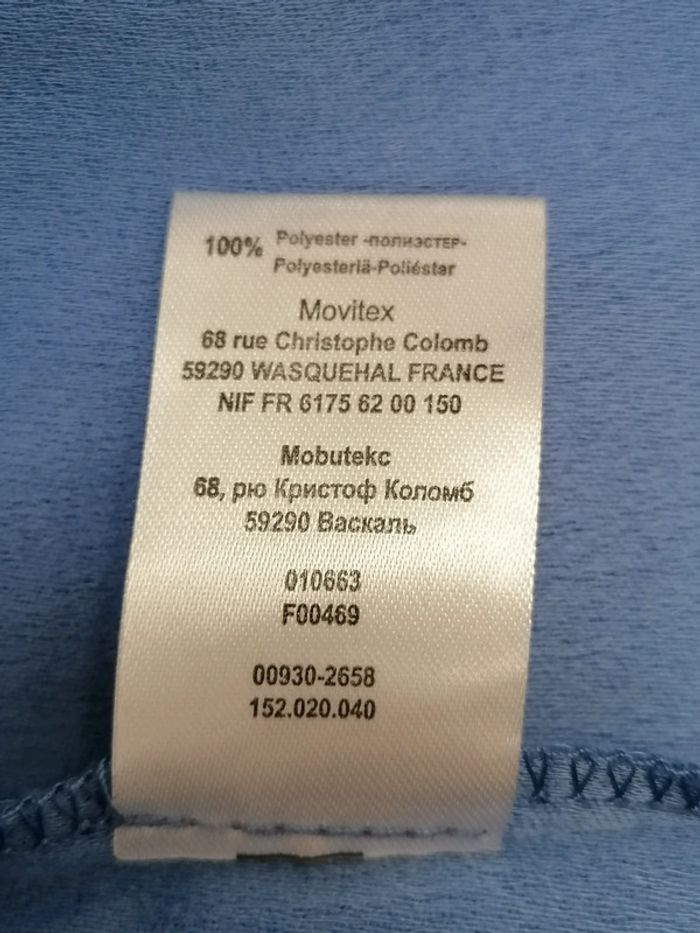 100% Polyester -полиэстер-
Polyesteriä-Poliéstar
Movitex
68 rue Christophe Colomb
59290 WASQUEHAL FRANCE
NIF FR 6175 62 00 150
Mobutekc
68, рю Кристоф Коломб
59290 Васкаль
010663
F00469
00930-2658
152.020.040